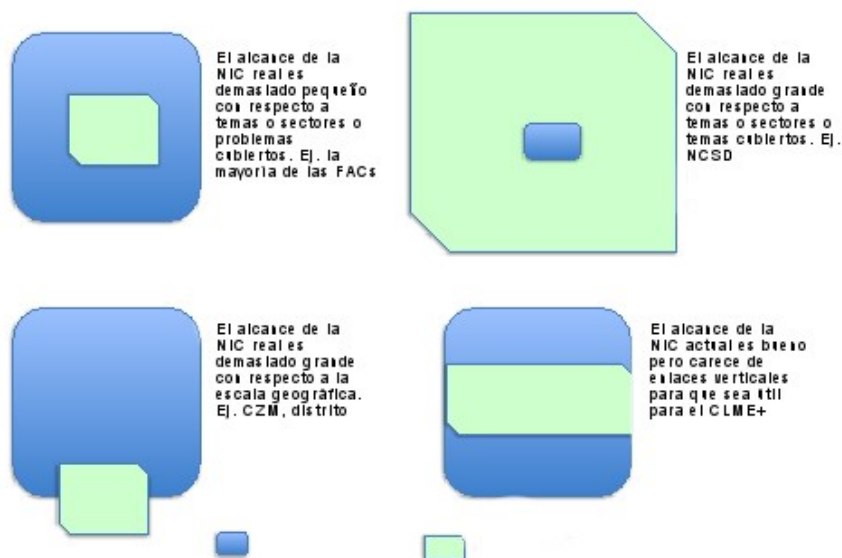 El alcance de la
NIC real es
demasiado pequeño
con respecto a
temas o sectores o
problemas
cubiertos. Ej. la
mayoría de las FACs
El alcance de la
NIC real es
demasiado grande
con respecto a
temas o sectores o
temas cubiertos. Ej.
NCSD
El alcance de la
NIC real es
demasiado grande
con respecto a la
escala geográfica.
Ej. CZM, distrito
El alcance de la
NIC actual es bueno
pero carece de
enlaces verticales
para que sea útil
para el CLME+